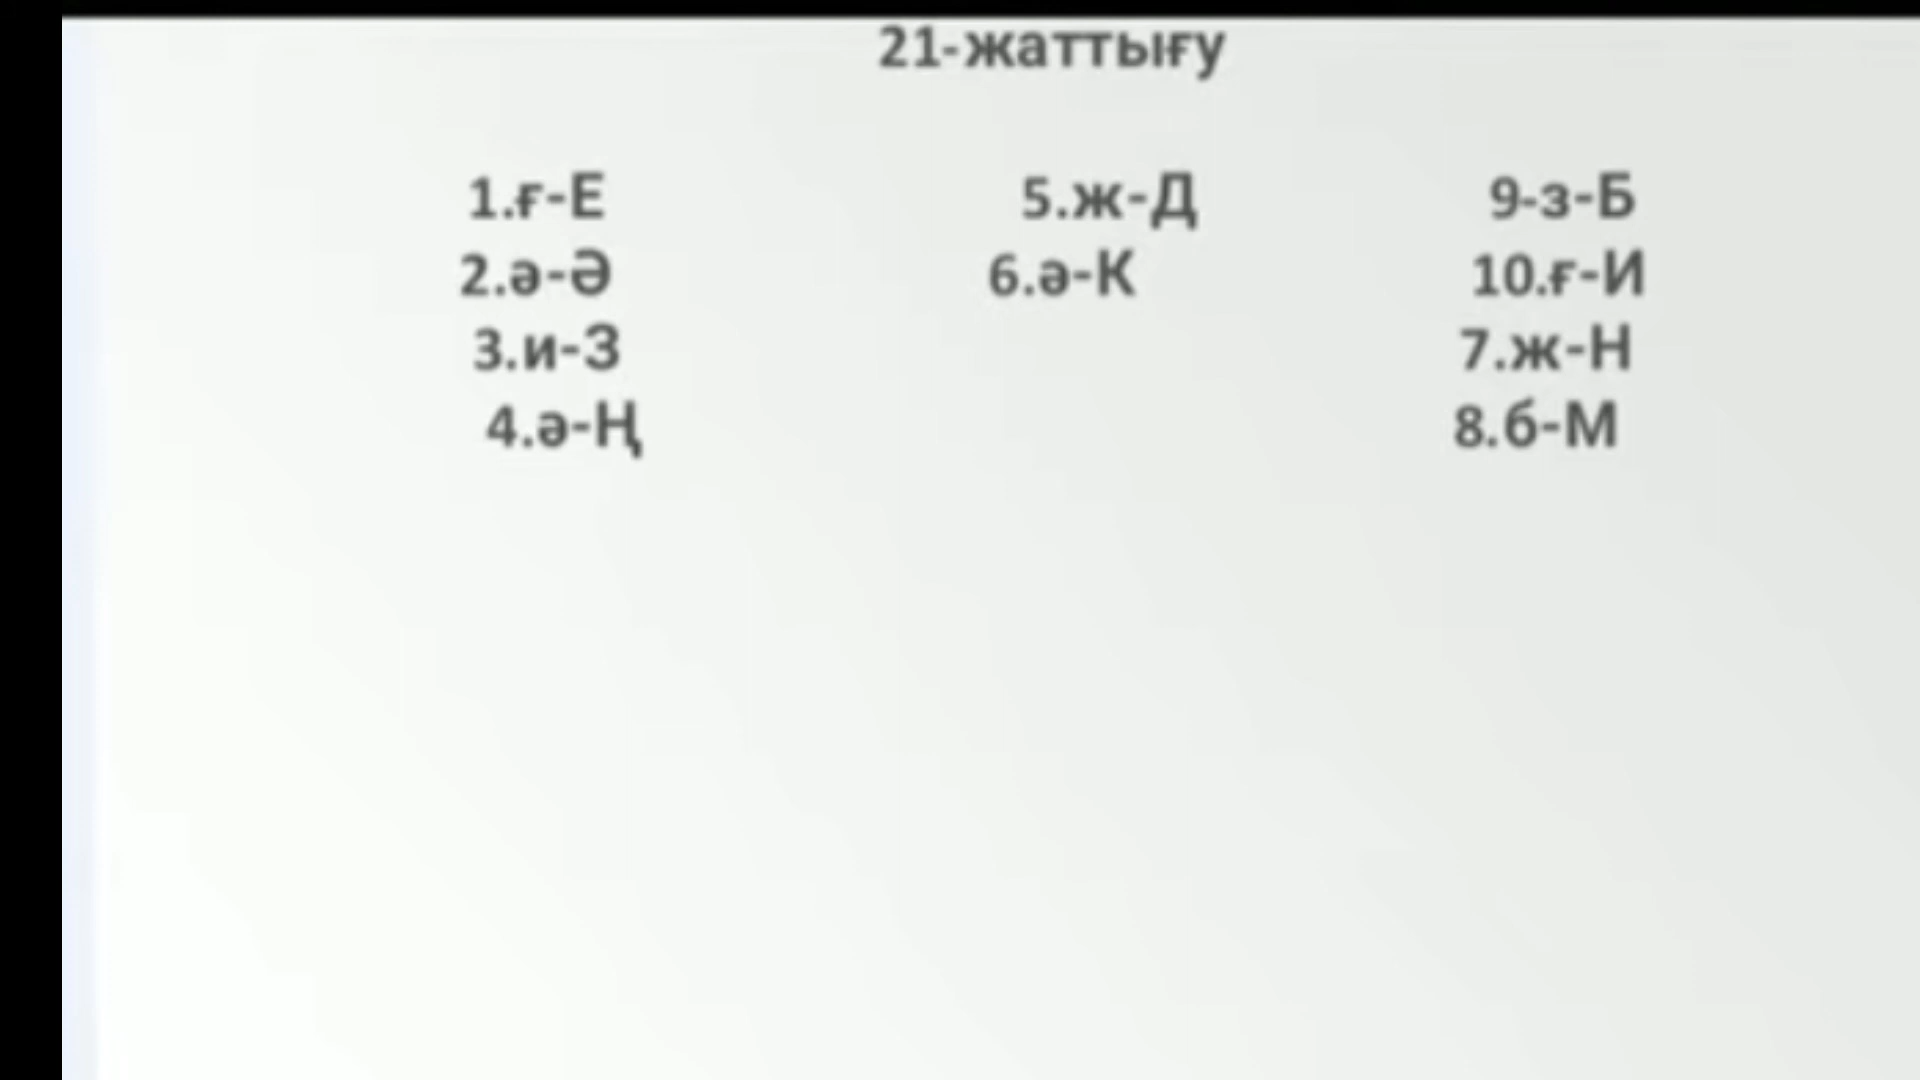 21-жаттығу
1.ғ-Е 5.ж-Д 9-з-Б
2.ә-Ә 6.ә-К 10.ғ-И
3.и-З 7.ж-Н
4.ә-Ң 8.б-М